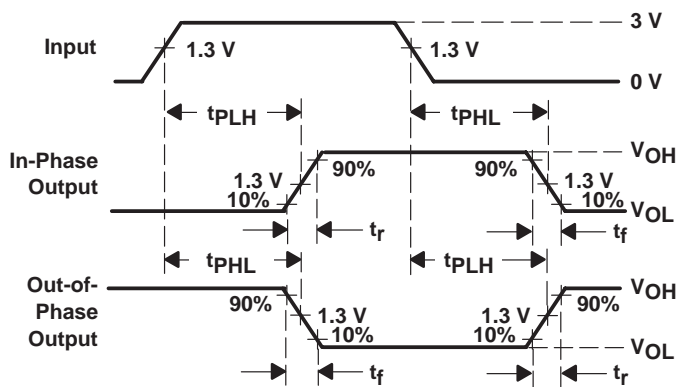 3 V
Input
1.3 V
1.3 V
0 V
tPLH
tPHL
In-Phase
Output
VOH
90%
90%
1.3 V
1.3 V
10%
10%
VOL
tr
tf
tPHL
tPLH
Out-of-
Phase
Output
VOH
90%
90%
1.3 V
1.3 V
10%
10%
VOL
tf
tr